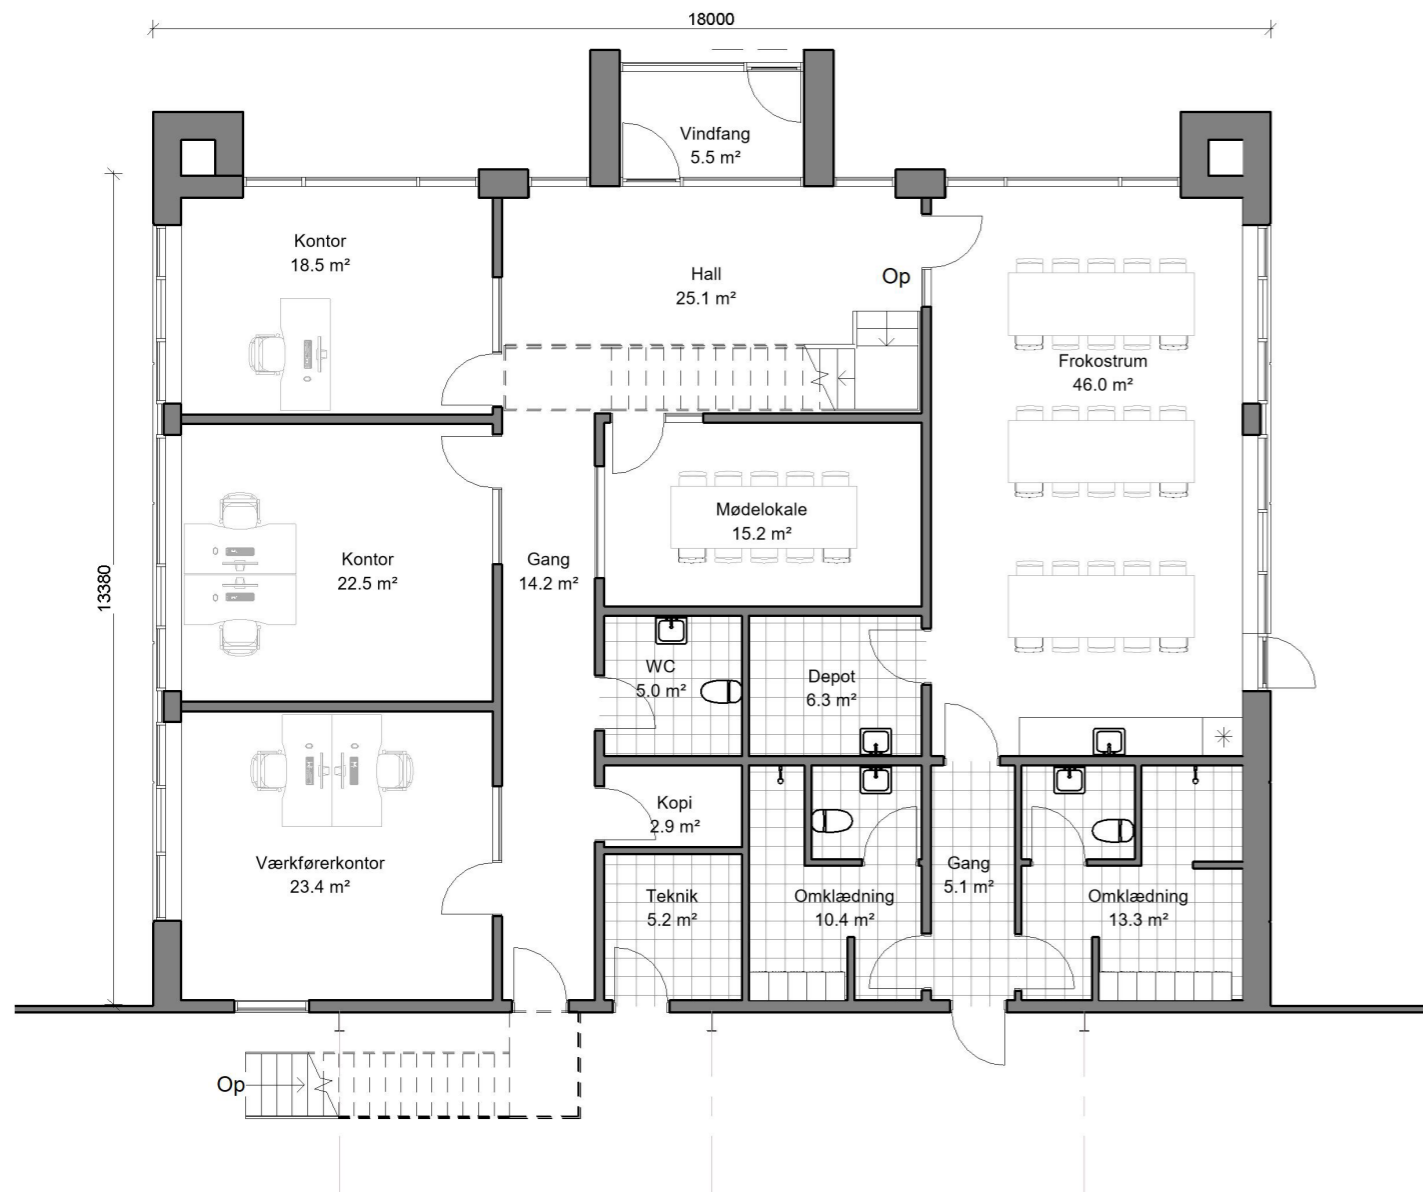 18000
Vindfang
5.5 m²
Kontor
18.5 m²
Hall
25.1 m²
Op
Frokostrum
46.0 m²
Mødelokale
15.2 m²
Kontor
22.5 m²
Gang
14.2 m²
13380
WC
5.0 m²
Depot
6.3 m²
Kopi
2.9 m²
Værkførerkontor
23.4 m²
Gang
5.1 m²
Teknik
5.2 m²
Omklædning
10.4 m²
Omklædning
13.3 m²
Op